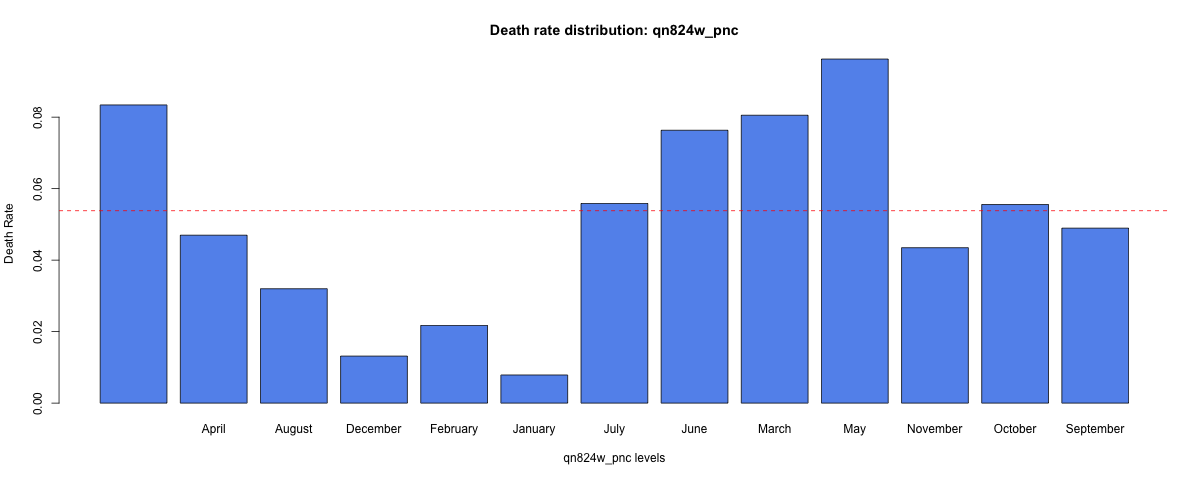 Death rate distribution: qn824w_pnc
Death Rate
0.08
0.06
0.04
0.02
0.00
April August December February January July June March May November October September
qn824w_pnc levels